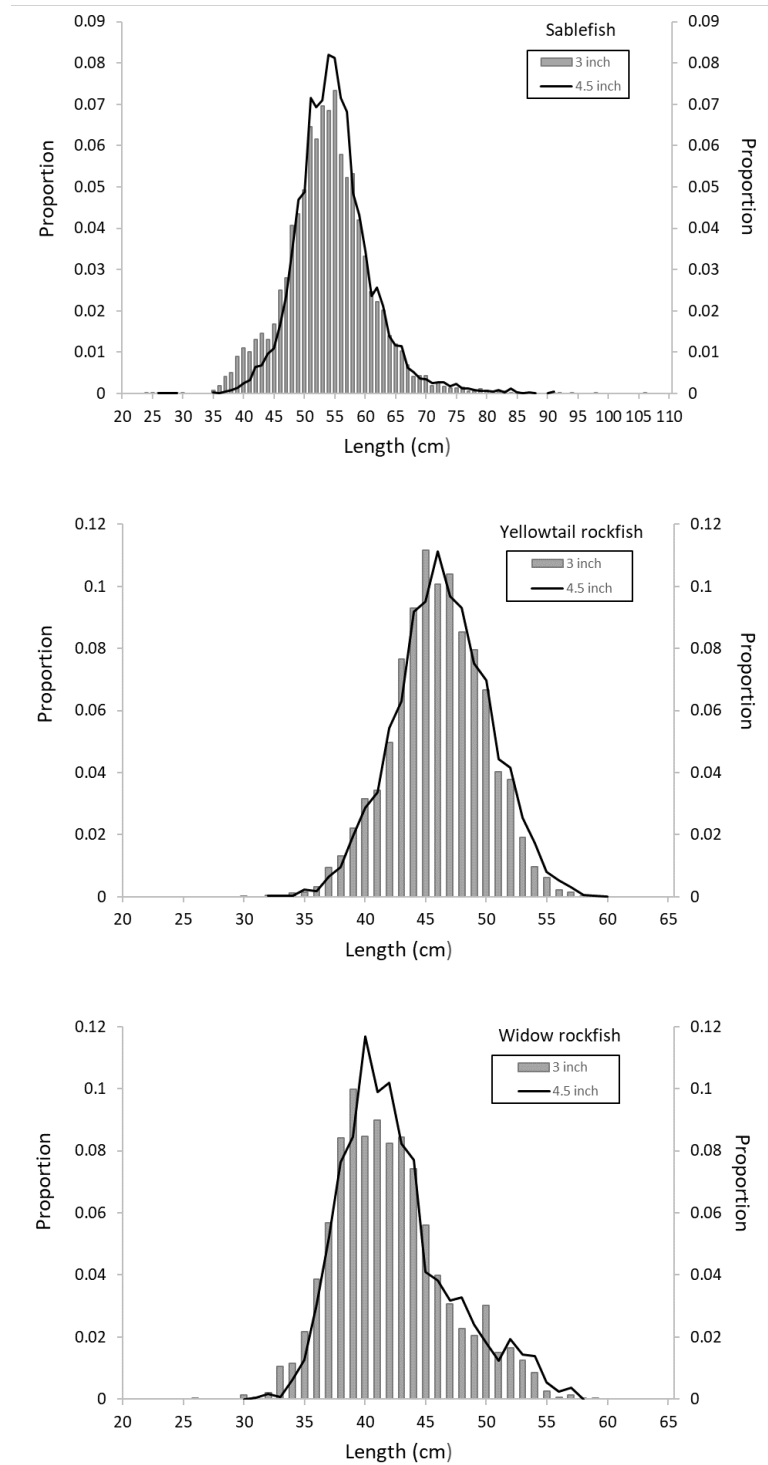 Sablefish
3 inch
4.5 inch
Proportion
0.09 0.09
0.08 0.08
0.07 0.07
0.06 0.06
0.05 0.05
0.04 0.04
0.03 0.03
0.02 0.02
0.01 0.01
0 0
Proportion
20 25 30 35 40 45 50 55 60 65 70 75 80 85 90 95 100 105 110
Length (cm)
Yellowtail rockfish
3 inch
4.5 inch
Proportion
0.12 0.12
0.1 0.1
0.08 0.08
0.06 0.06
0.04 0.04
0.02 0.02
0 0
Proportion
20 25 30 35 40 45 50 55 60 65
Length (cm)
Widow rockfish
3 inch
4.5 inch
Proportion
0.12 0.12
0.1 0.1
0.08 0.08
0.06 0.06
0.04 0.04
0.02 0.02
0 0
Proportion
20 25 30 35 40 45 50 55 60 65
Length (cm)